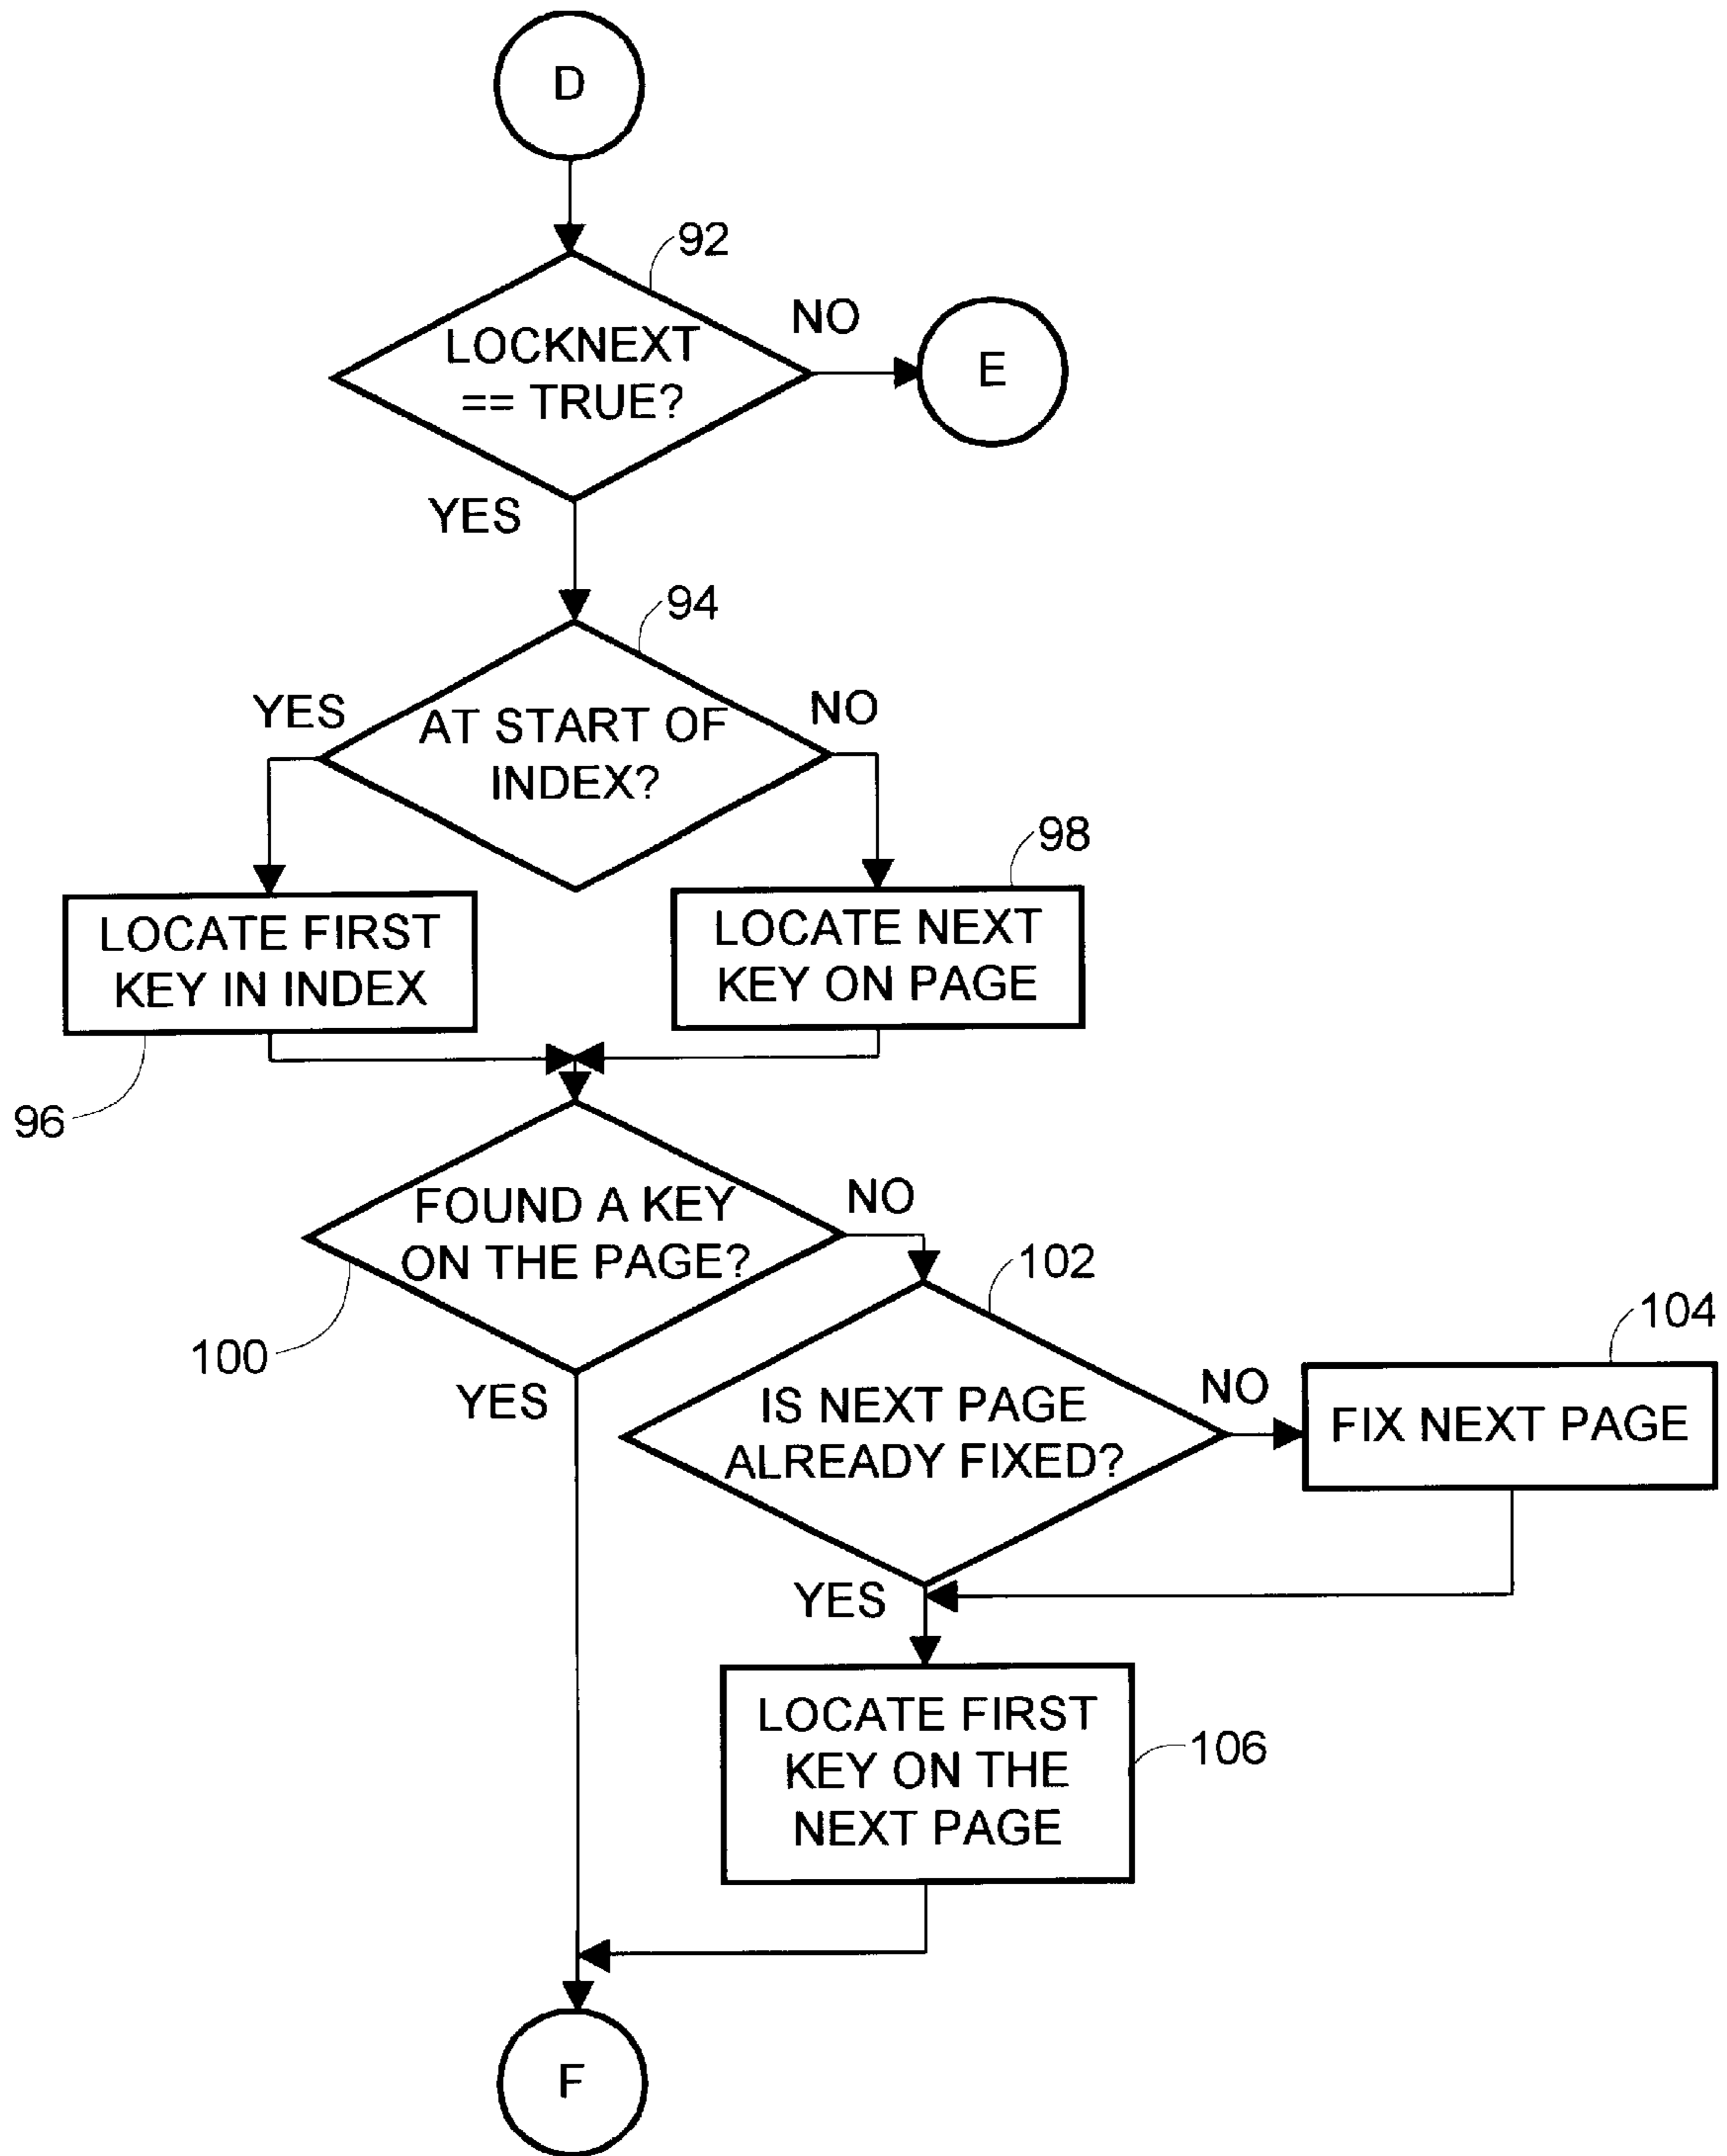 D
92
LOCKNEXT
== TRUE?
NO
E
YES
94
AT START OF
INDEX?
YES
NO
98
LOCATE FIRST
KEY IN INDEX
LOCATE NEXT
KEY ON PAGE
96
FOUND A KEY
ON THE PAGE?
NO
100
YES
102
IS NEXT PAGE
ALREADY FIXED?
NO
104
FIX NEXT PAGE
YES
LOCATE FIRST
KEY ON THE
NEXT PAGE
106
F